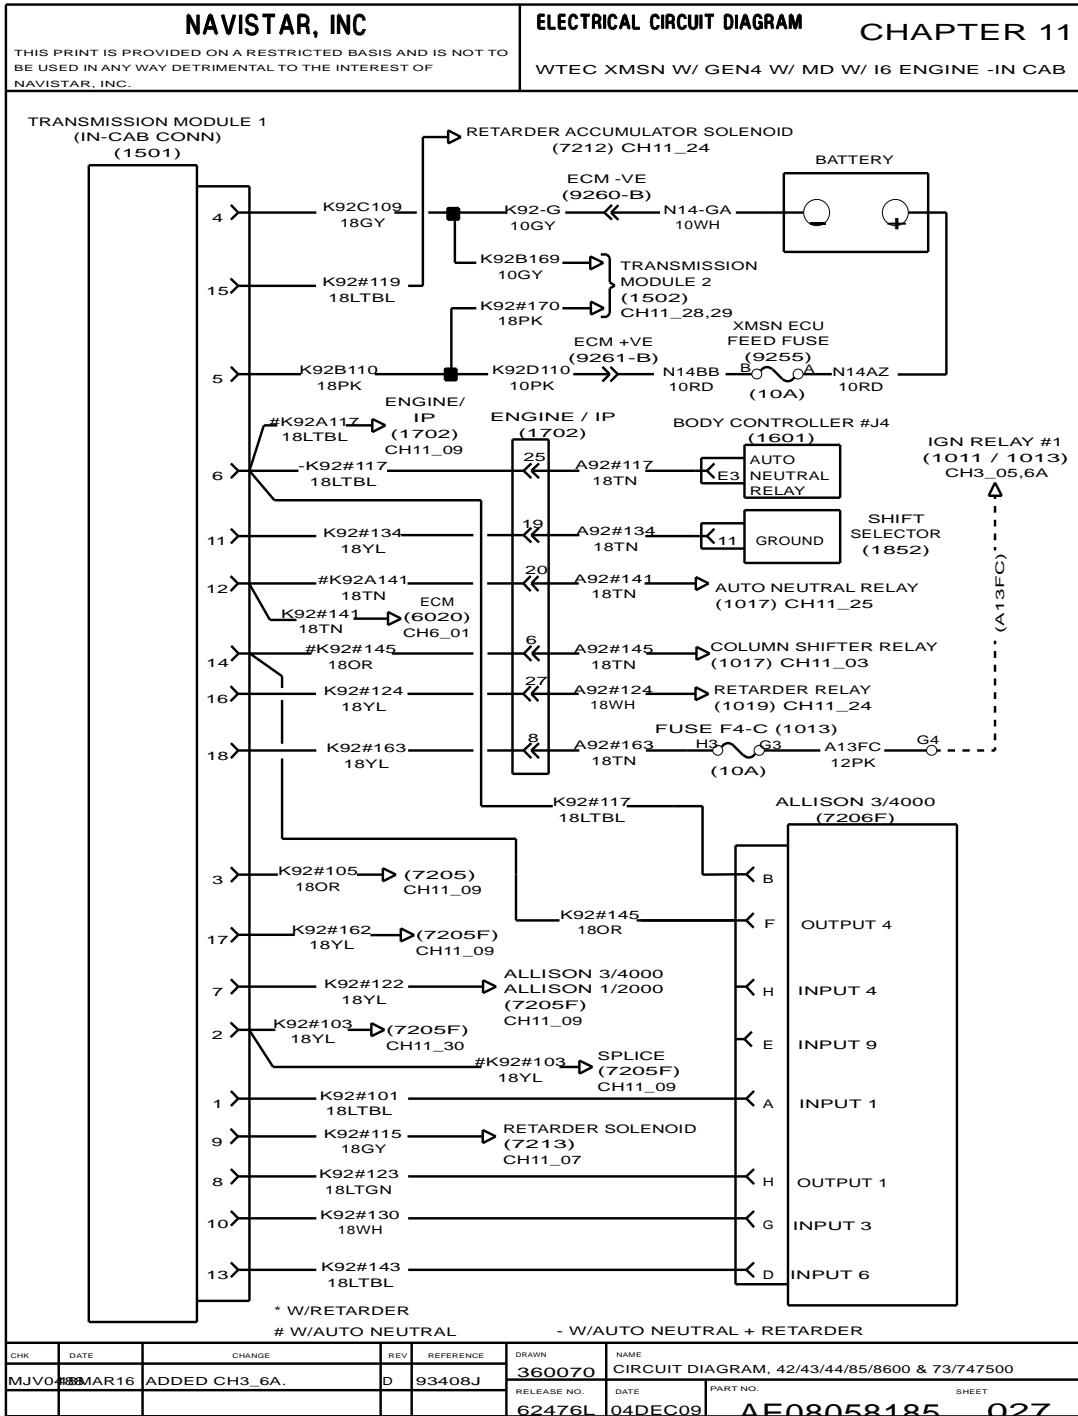 NAVISTAR, INC
THIS PRINT IS PROVIDED ON A RESTRICTED BASIS AND IS NOT TO
BE USED IN ANY WAY DETRIMENTAL TO THE INTEREST OF
NAVISTAR, INC.
ELECTRICAL CIRCUIT DIAGRAM
CHAPTER 11
WTEC XMSN W/ GEN4 W/ MD W/ I6 ENGINE -IN CAB
TRANSMISSION MODULE 1
(IN-CAB CONN)
(1501)
RETARDER ACCUMULATOR SOLENOID
(7212) CH11_24
BATTERY
ECM -VE
(9260-B)
4
K92C109
18GY
K92-G
10GY
N14-GA
10WH
K92B169
10GY
TRANSMISSION
MODULE 2
(1502)
CH11_28,29
15
K92#119
18LTBL
K92#170
18PK
XMSN ECU
FEED FUSE
(9255)
ECM +VE
(9261-B)
5
K92B110
18PK
K92D110
10PK
N14BB
10RD
B
A
(10A)
N14AZ
10RD
#K92A117
18LTBL
ENGINE/
IP
(1702)
CH11_09
ENGINE / IP
(1702)
BODY CONTROLLER #J4
(1601)
IGN RELAY #1
(1011 / 1013)
CH3_05,6A
6
-K92#117
18LTBL
25
A92#117
18TN
E3
AUTO
NEUTRAL
RELAY
11
K92#134
18YL
19
A92#134
18TN
11
GROUND
SHIFT
SELECTOR
(1852)
12
#K92A141
18TN
20
A92#141
18TN
AUTO NEUTRAL RELAY
(1017) CH11_25
(A13FC)
K92#141
18TN
ECM
(6020)
CH6_01
14
#K92#145
18OR
6
A92#145
18TN
COLUMN SHIFTER RELAY
(1017) CH11_03
16
K92#124
18YL
27
A92#124
18WH
RETARDER RELAY
(1019) CH11_24
FUSE F4-C (1013)
18
K92#163
18YL
8
A92#163
18TN
H3
G3
(10A)
A13FC
12PK
G4
K92#117
18LTBL
ALLISON 3/4000
(7206F)
3
K92#105
18OR
(7205)
CH11_09
B
K92#145
18OR
F
OUTPUT 4
17
K92#162
18YL
(7205F)
CH11_09
7
K92#122
18YL
ALLISON 3/4000
ALLISON 1/2000
(7205F)
CH11_09
H
INPUT 4
2
K92#103
18YL
(7205F)
CH11_30
E
INPUT 9
#K92#103
18YL
SPLICE
(7205F)
CH11_09
1
K92#101
18LTBL
A
INPUT 1
9
K92#115
18GY
RETARDER SOLENOID
(7213)
CH11_07
8
K92#123
18LTGN
H
OUTPUT 1
10
K92#130
18WH
G
INPUT 3
13
K92#143
18LTBL
D
INPUT 6
* W/RETARDER
# W/AUTO NEUTRAL
- W/AUTO NEUTRAL + RETARDER
CHK
DATE
CHANGE
REV
REFERENCE
DRAWN
360070
NAME
CIRCUIT DIAGRAM, 42/43/44/85/8600 & 73/747500
ADDED CH3_6A.
D
93408J
RELEASE NO.
62476L
DATE
04DEC09
PART NO.
AE08058185
SHEET
027